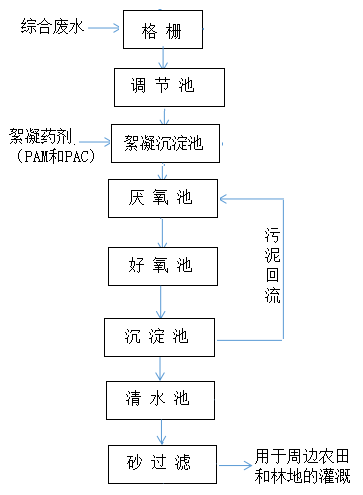 综合废水
格栅
调节池
絮凝药剂
（PAM和PAC）
絮凝沉淀池
厌氧池
好氧池
污泥回流
沉淀池
清水池
砂过滤
用于周边农田
和林地的灌溉